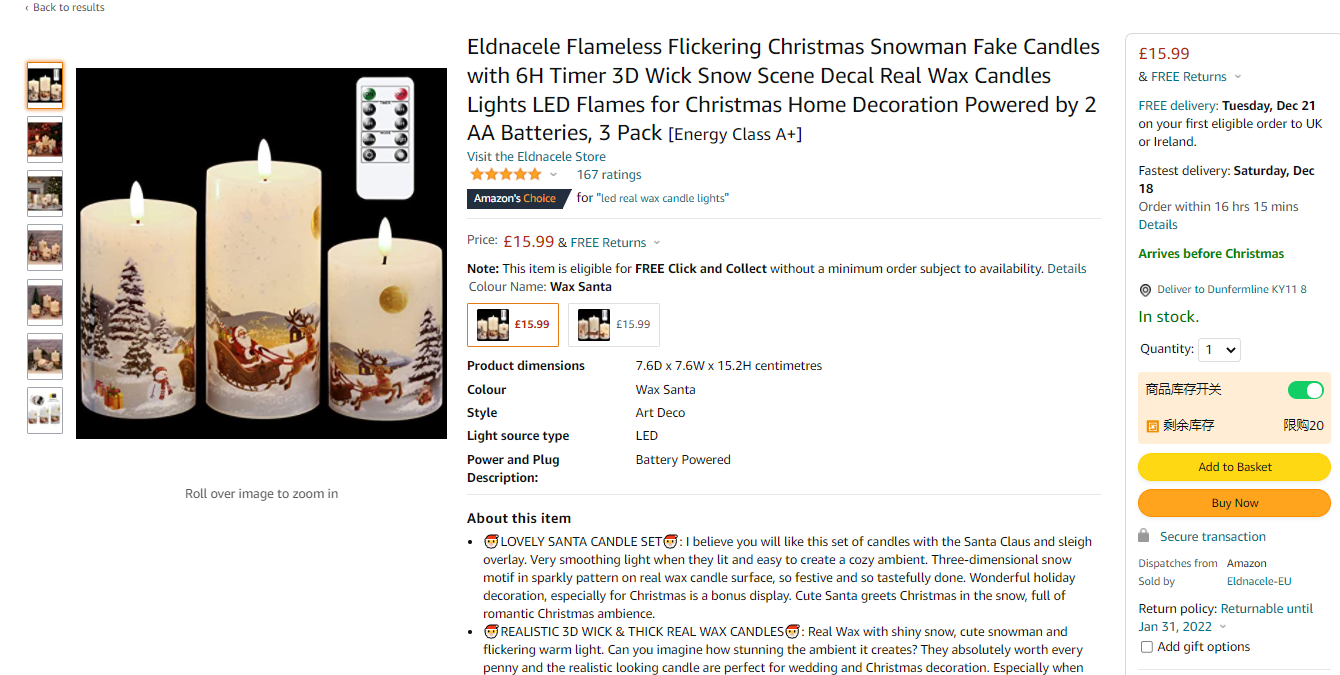 ‹ Back to results
Eldnacele Flameless Flickering Christmas Snowman Fake Candles
with 6H Timer 3D Wick Snow Scene Decal Real Wax Candles
Lights LED Flames for Christmas Home Decoration Powered by 2
AA Batteries, 3 Pack [Energy Class A+]
Visit the Eldnacele Store
167 ratings
Amazon's Choice for "led real wax candle lights"
Price: £15.99 & FREE Returns
Note: This item is eligible for FREE Click and Collect without a minimum order subject to availability. Details
Colour Name: Wax Santa
£15.99 £15.99
Product dimensions 7.6D x 7.6W x 15.2H centimetres
Colour Wax Santa
Style Art Deco
Light source type LED
Power and Plug Battery Powered
Description:
Roll over image to zoom in
About this item
• 🎅LOVELY SANTA CANDLE SET🎅: I believe you will like this set of candles with the Santa Claus and sleigh
overlay. Very smoothing light when they lit and easy to create a cozy ambient. Three-dimensional snow
motif in sparkly pattern on real wax candle surface, so festive and so tastefully done. Wonderful holiday
decoration, especially for Christmas is a bonus display. Cute Santa greets Christmas in the snow, full of
romantic Christmas ambience.
• 🎅REALISTIC 3D WICK & THICK REAL WAX CANDLES🎅: Real Wax with shiny snow, cute snowman and
flickering warm light. Can you imagine how stunning the ambient it creates? They absolutely worth every
penny and the realistic looking candle are perfect for wedding and Christmas decoration. Especially when
£15.99
& FREE Returns
FREE delivery: Tuesday, Dec 21
on your first eligible order to UK
or Ireland.
Fastest delivery: Saturday, Dec
18
Order within 16 hrs 15 mins
Details
Arrives before Christmas
Deliver to Dunfermline KY11 8
In stock.
Quantity: 1
商品库存开关
剩余库存 限购20
Add to Basket
Buy Now
Secure transaction
Dispatches from Amazon
Sold by Eldnacele-EU
Return policy: Returnable until
Jan 31, 2022
Add gift options